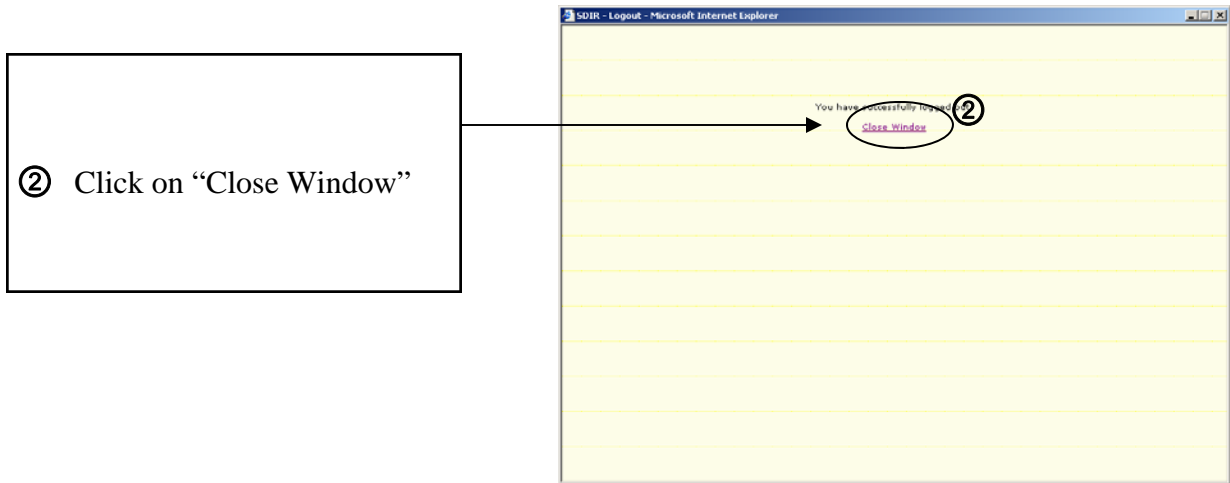 SDIR - Logout - Microsoft Internet Explorer
You have successfully logged out
②
Close Window
② Click on “Close Window”